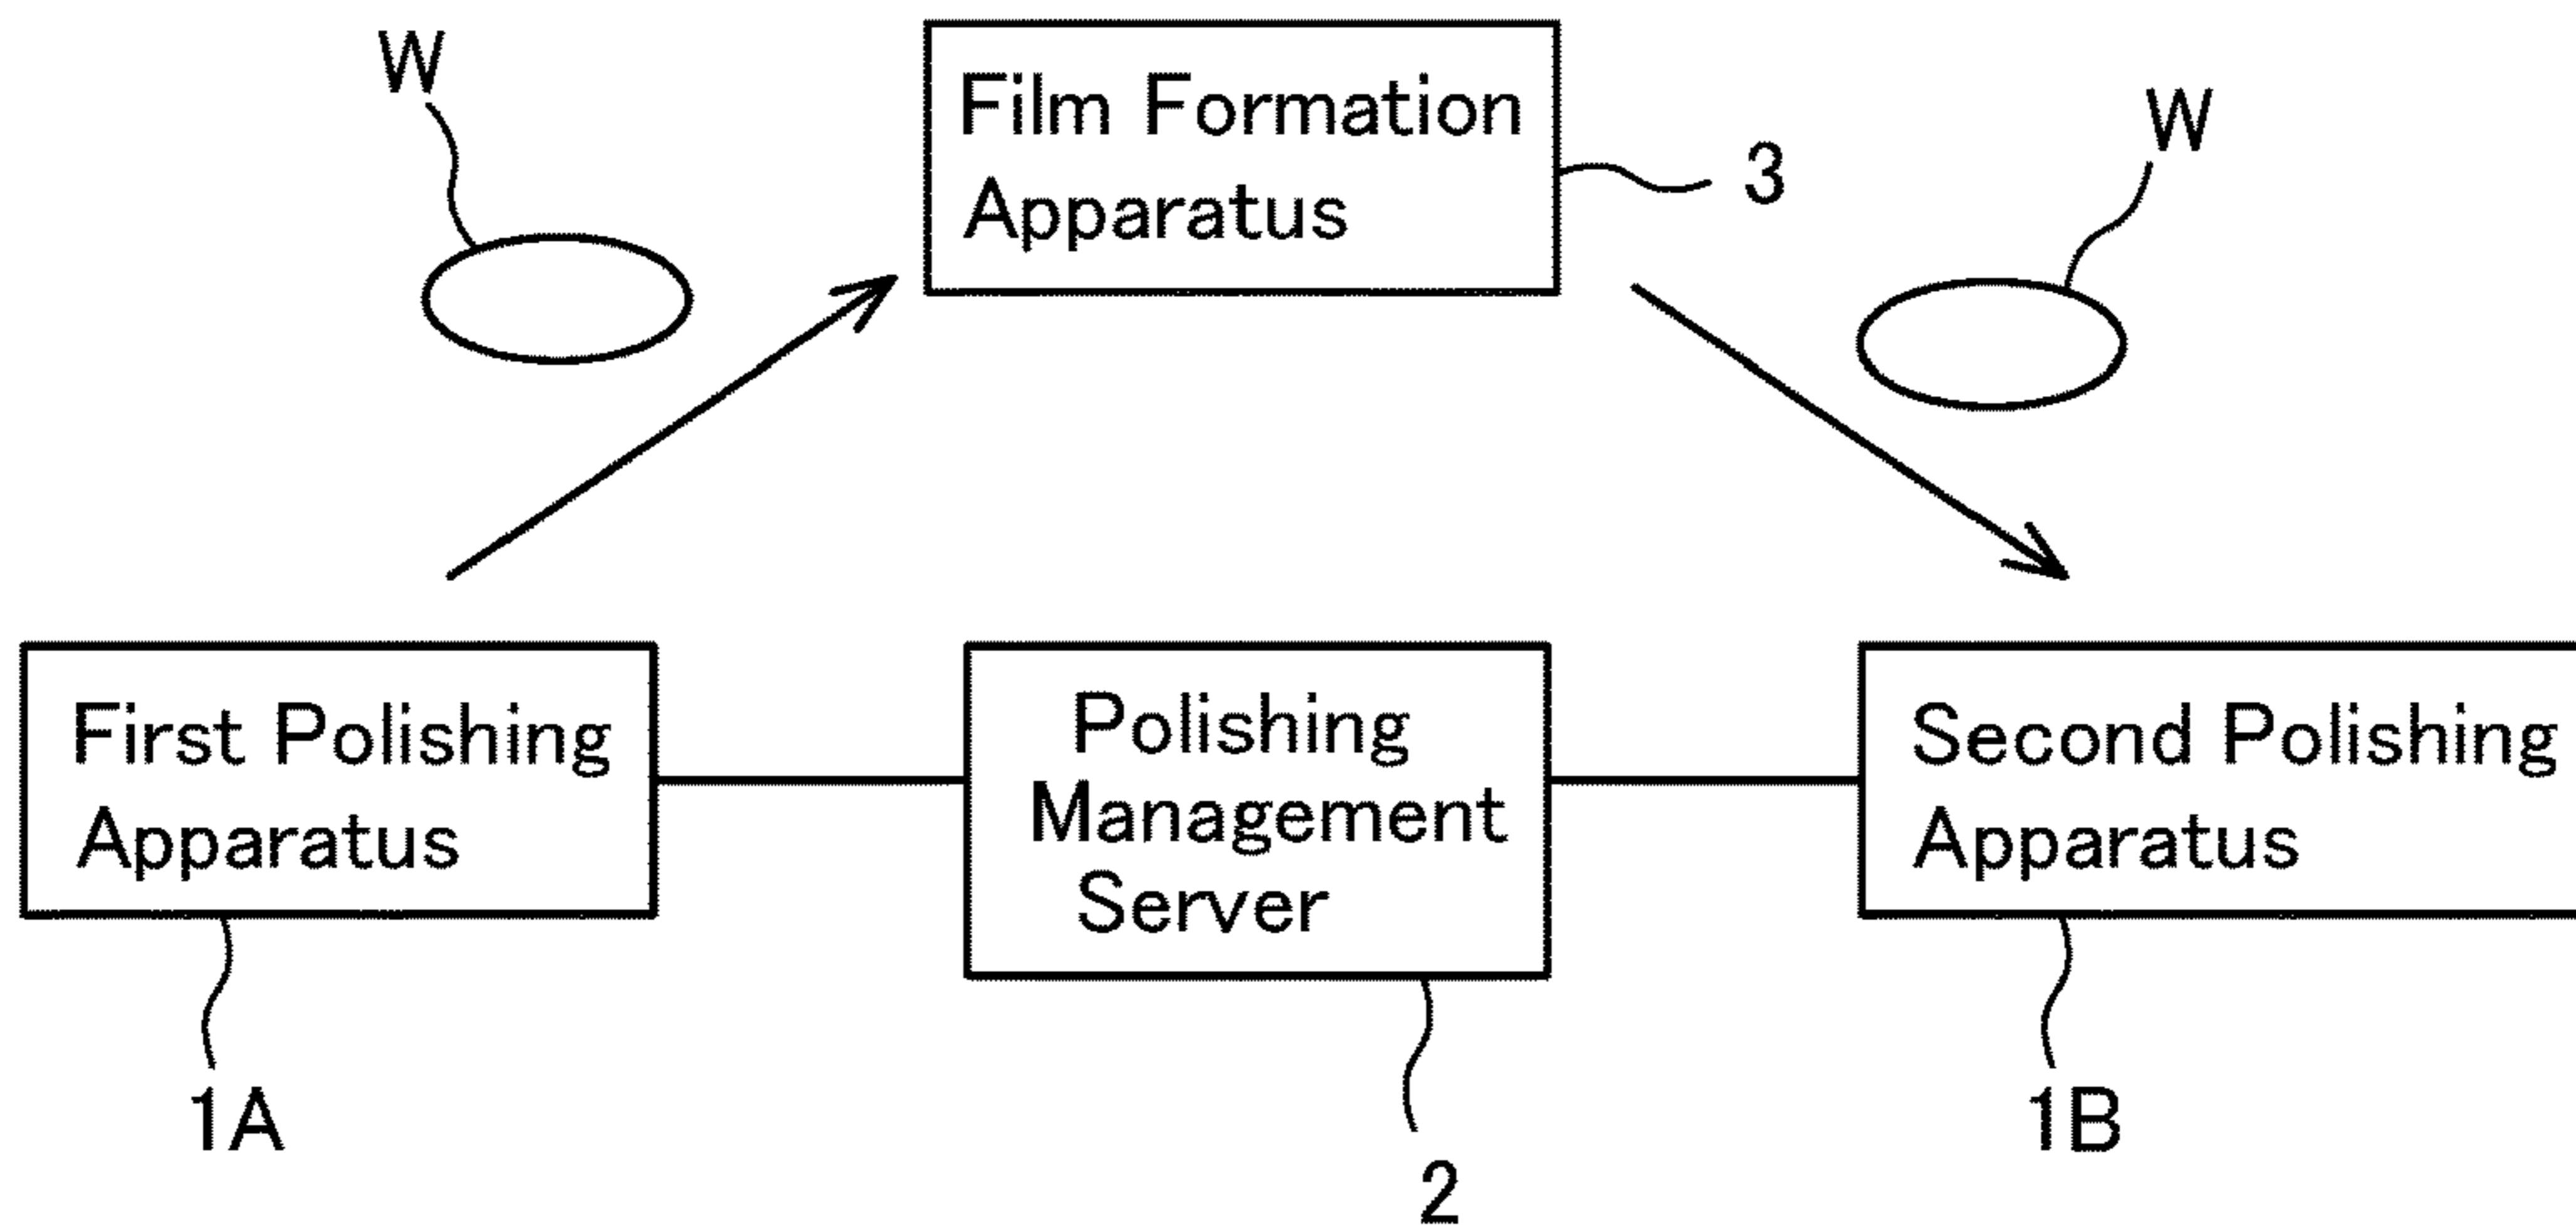 W
Film Formation
Apparatus
3
W
First Polishing
Apparatus
Polishing
Management
Server
Second Polishing
Apparatus
1A
2
1B